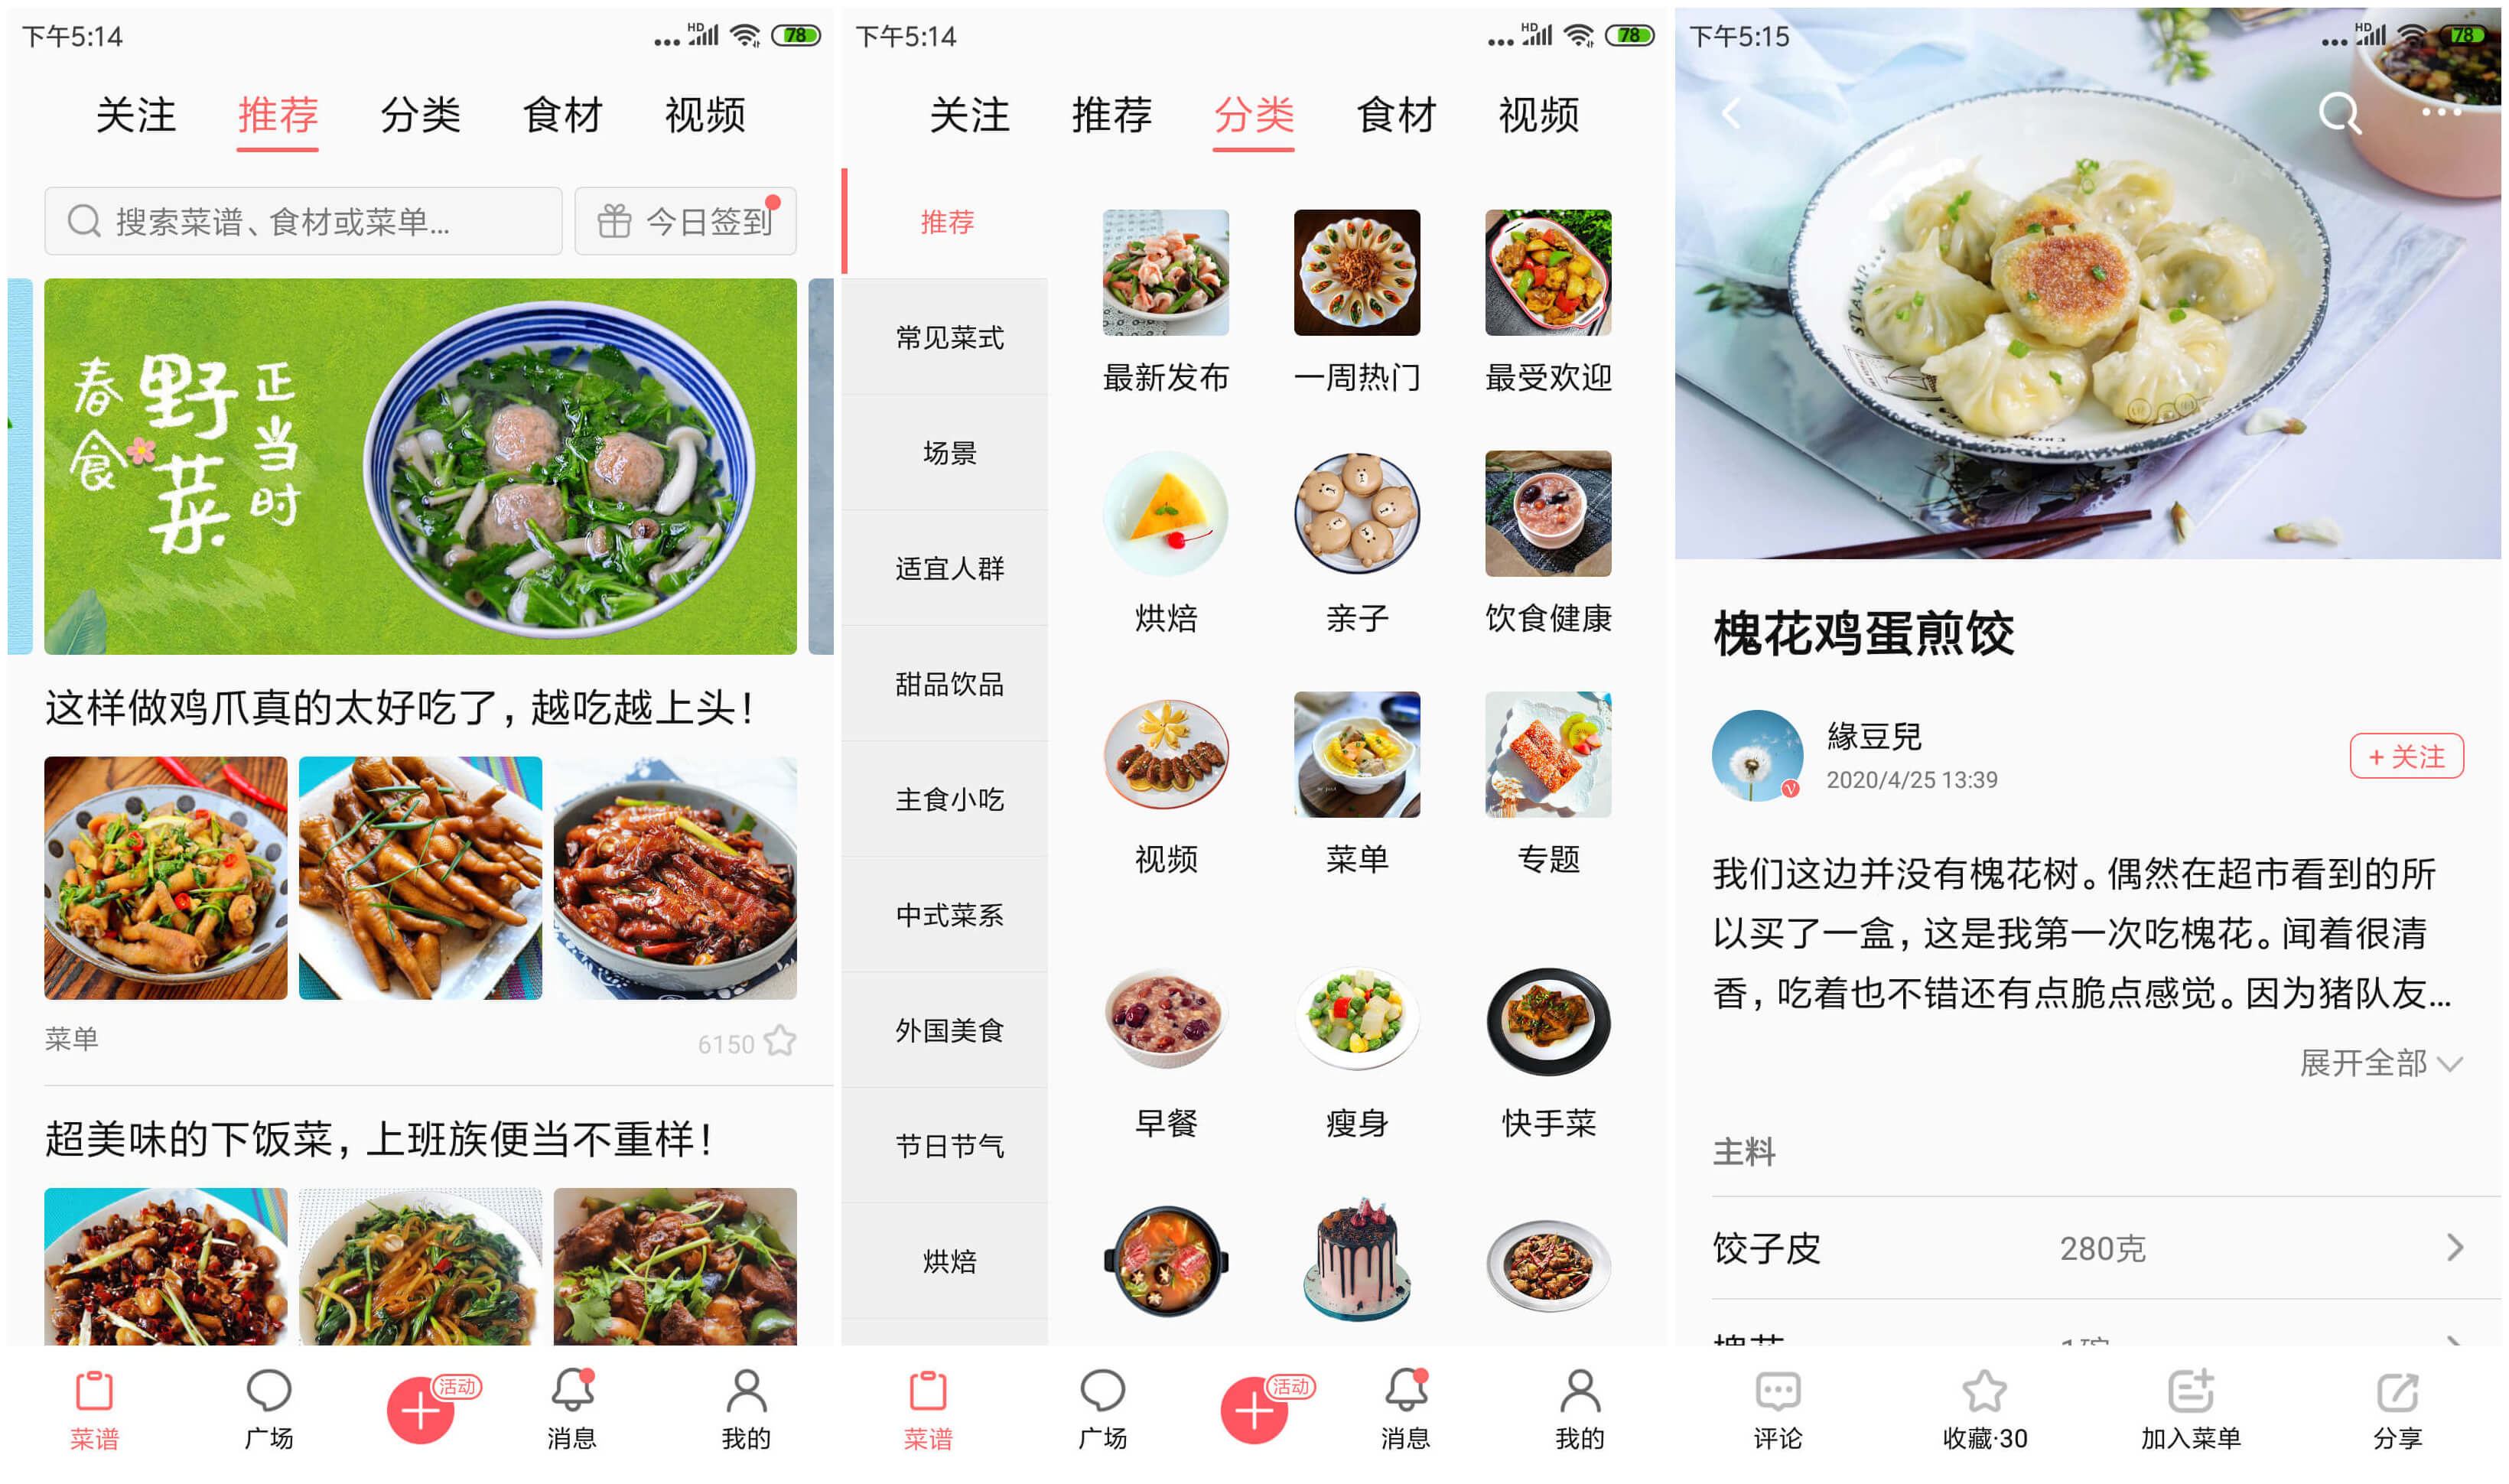 下午5:14
HD
78
关注 推荐 分类 食材 视频
搜索菜谱、食材或菜单...
今日签到
春食
野菜
正当时
这样做鸡爪真的太好吃了，越吃越上头！
菜单
6150
超美味的下饭菜，上班族便当不重样！
菜谱 广场 活动 消息 我的
下午5:14
HD
78
关注 推荐 分类 食材 视频
推荐
常见菜式
场景
适宜人群
甜品饮品
主食小吃
中式菜系
外国美食
节日节气
烘焙
最新发布 一周热门 最受欢迎
烘焙 亲子 饮食健康
视频 菜单 专题
早餐 瘦身 快手菜
菜谱 广场 活动 消息 我的
下午5:15
HD
78
STAMP
槐花鸡蛋煎饺
緣豆兒
2020/4/25 13:39
+ 关注
我们这边并没有槐花树。偶然在超市看到的所
以买了一盒，这是我第一次吃槐花。闻着很清
香，吃着也不错还有点脆点感觉。因为猪队友...
展开全部
主料
饺子皮 280克
评论 收藏·30 加入菜单 分享